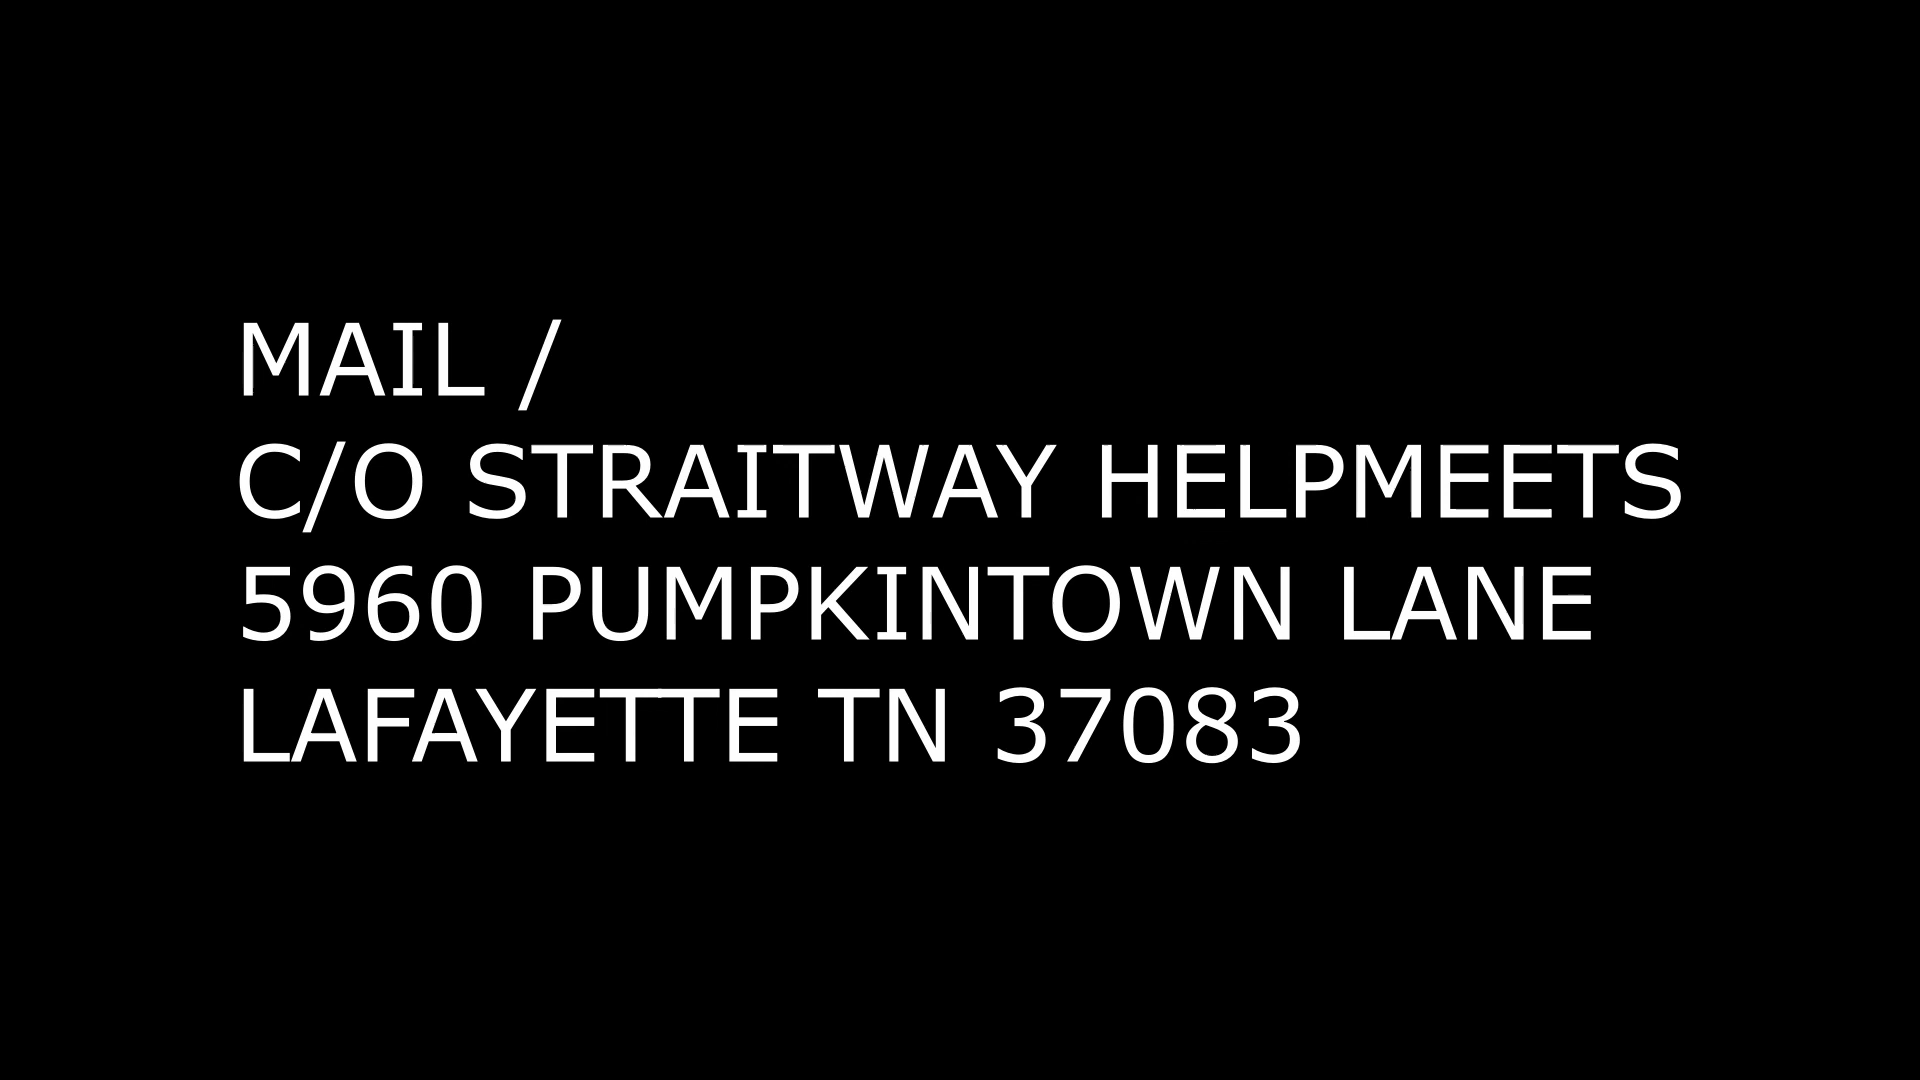 MAIL /
C/O STRAITWAY HELPMEETS
5960 PUMPKINTOWN LANE
LAFAYETTE TN 37083